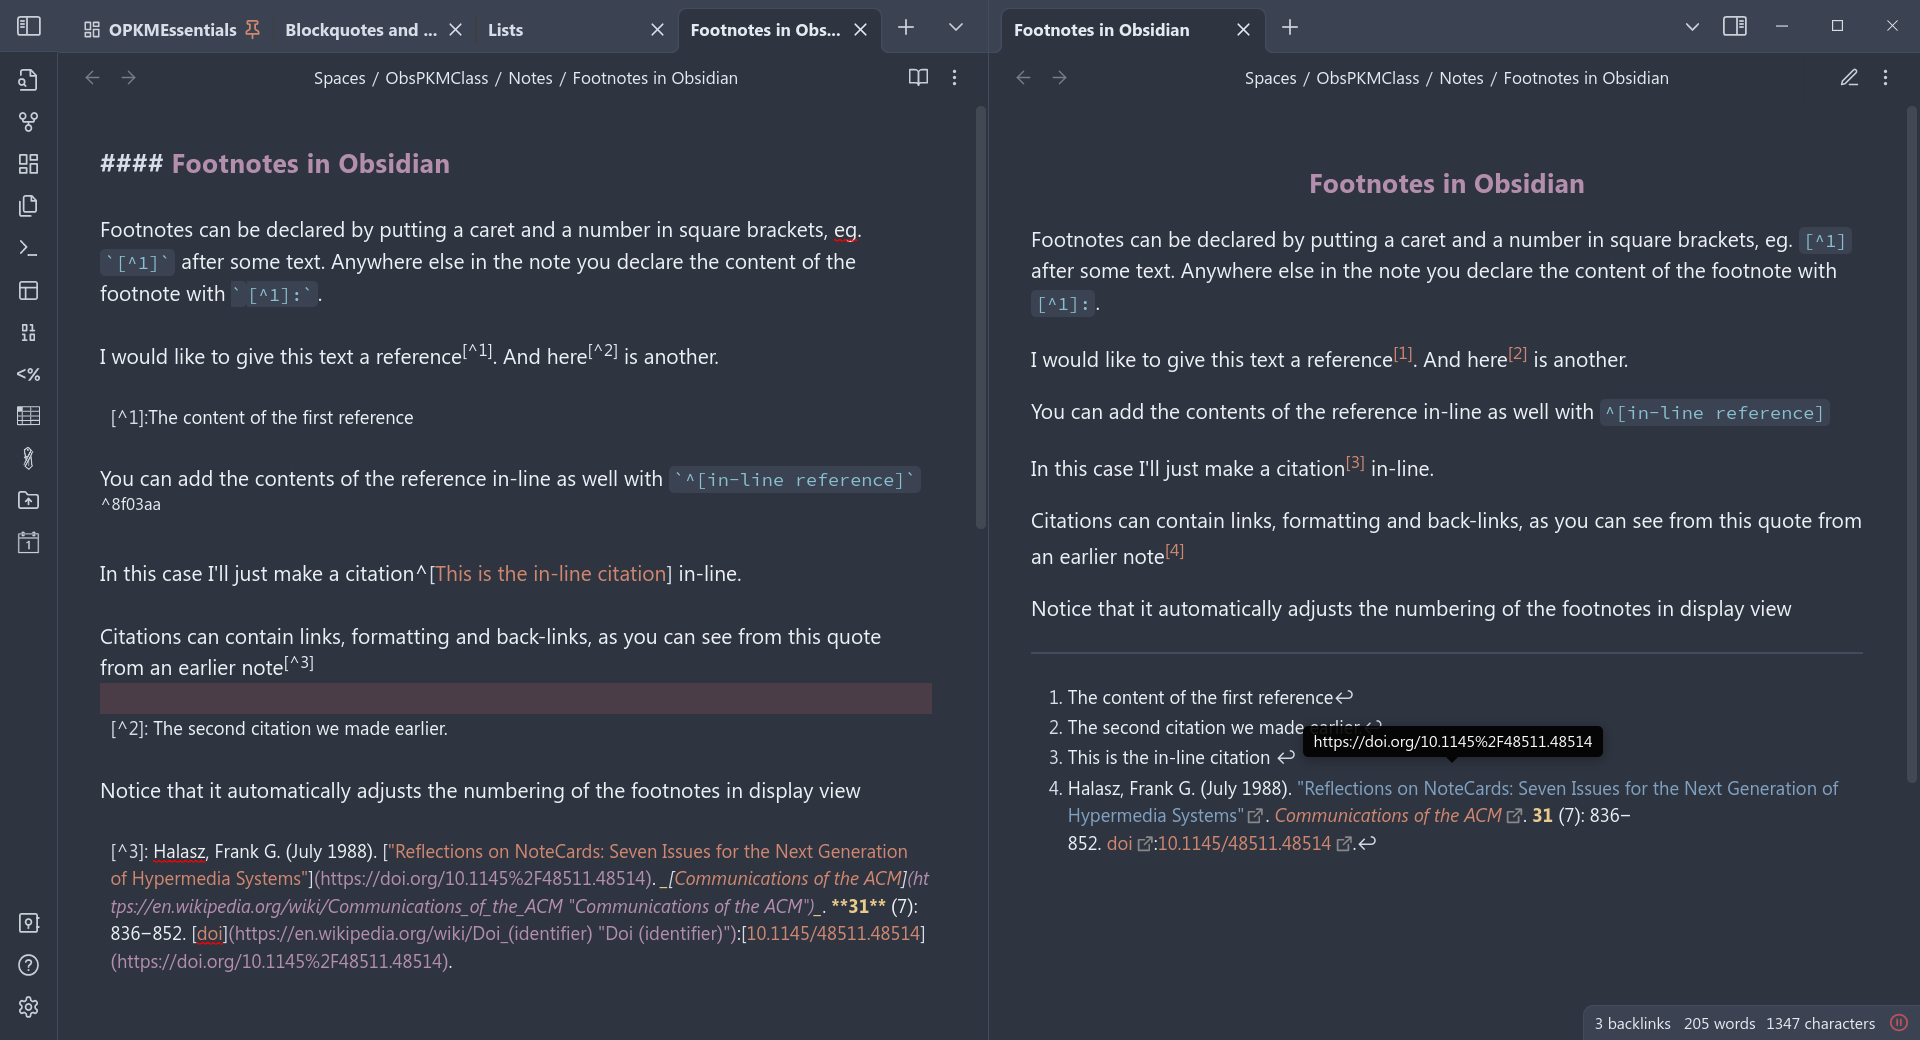 OPKMEssentials
Blockquotes and ...
Lists
Footnotes in Obs...
Footnotes in Obsidian
Spaces / ObsPKMClass / Notes / Footnotes in Obsidian
Spaces / ObsPKMClass / Notes / Footnotes in Obsidian
#### Footnotes in Obsidian
Footnotes can be declared by putting a caret and a number in square brackets, eg.
`[^1]` after some text. Anywhere else in the note you declare the content of the
footnote with `[^1]:`.
I would like to give this text a reference[^1]. And here[^2] is another.
[^1]:The content of the first reference
You can add the contents of the reference in-line as well with `^[in-line reference]`
^8f03aa
In this case I'll just make a citation^[This is the in-line citation] in-line.
Citations can contain links, formatting and back-links, as you can see from this quote
from an earlier note[^3]
[^2]: The second citation we made earlier.
Notice that it automatically adjusts the numbering of the footnotes in display view
[^3]: Halasz, Frank G. (July 1988). ["Reflections on NoteCards: Seven Issues for the Next Generation
of Hypermedia Systems"](https://doi.org/10.1145%2F48511.48514). _[Communications of the ACM](ht
tps://en.wikipedia.org/wiki/Communications_of_the_ACM "Communications of the ACM")_. **31** (7):
836–852. [doi](https://en.wikipedia.org/wiki/Doi_(identifier) "Doi (identifier)"):[10.1145/48511.48514]
(https://doi.org/10.1145%2F48511.48514).
Footnotes in Obsidian
Footnotes can be declared by putting a caret and a number in square brackets, eg. [^1]
after some text. Anywhere else in the note you declare the content of the footnote with
[^1]:.
I would like to give this text a reference[1]. And here[2] is another.
You can add the contents of the reference in-line as well with ^[in-line reference]
In this case I'll just make a citation[3] in-line.
Citations can contain links, formatting and back-links, as you can see from this quote from
an earlier note[4]
Notice that it automatically adjusts the numbering of the footnotes in display view
1. The content of the first reference↩
2. The second citation we made earlier.↩
https://doi.org/10.1145%2F48511.48514
3. This is the in-line citation ↩
4. Halasz, Frank G. (July 1988). "Reflections on NoteCards: Seven Issues for the Next Generation of
Hypermedia Systems". Communications of the ACM. 31 (7): 836–
852. doi:10.1145/48511.48514.↩
3 backlinks 205 words 1347 characters